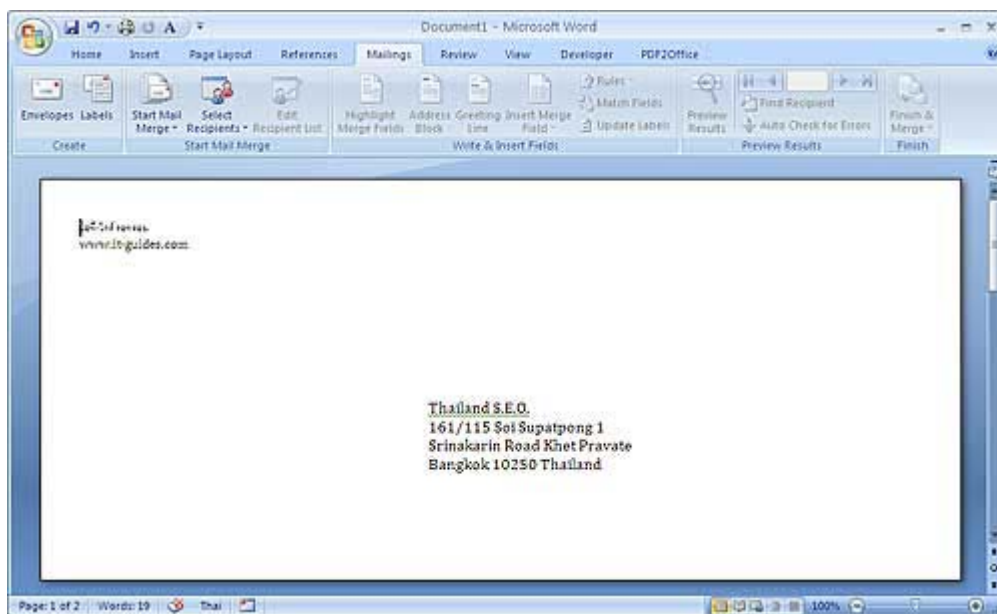 Document1 - Microsoft Word
Home Insert Page Layout References Mailings Review View Developer PDF2Office
Envelopes Labels Start Mail Merge Select Recipients Edit Recipient List Highlight Merge Fields Address Block Greeting Line Insert Merge Field Rules Match Fields Update Labels Preview Results Find Recipient Auto Check for Errors Finish & Merge
Create Start Mail Merge Write & Insert Fields Preview Results Finish
www.it-guides.com
Thailand S.E.O.
161/115 Soi Supatpong 1
Srinakarin Road Khet Pravate
Bangkok 10250 Thailand
Page: 1 of 2 Words: 19 Thai 100%